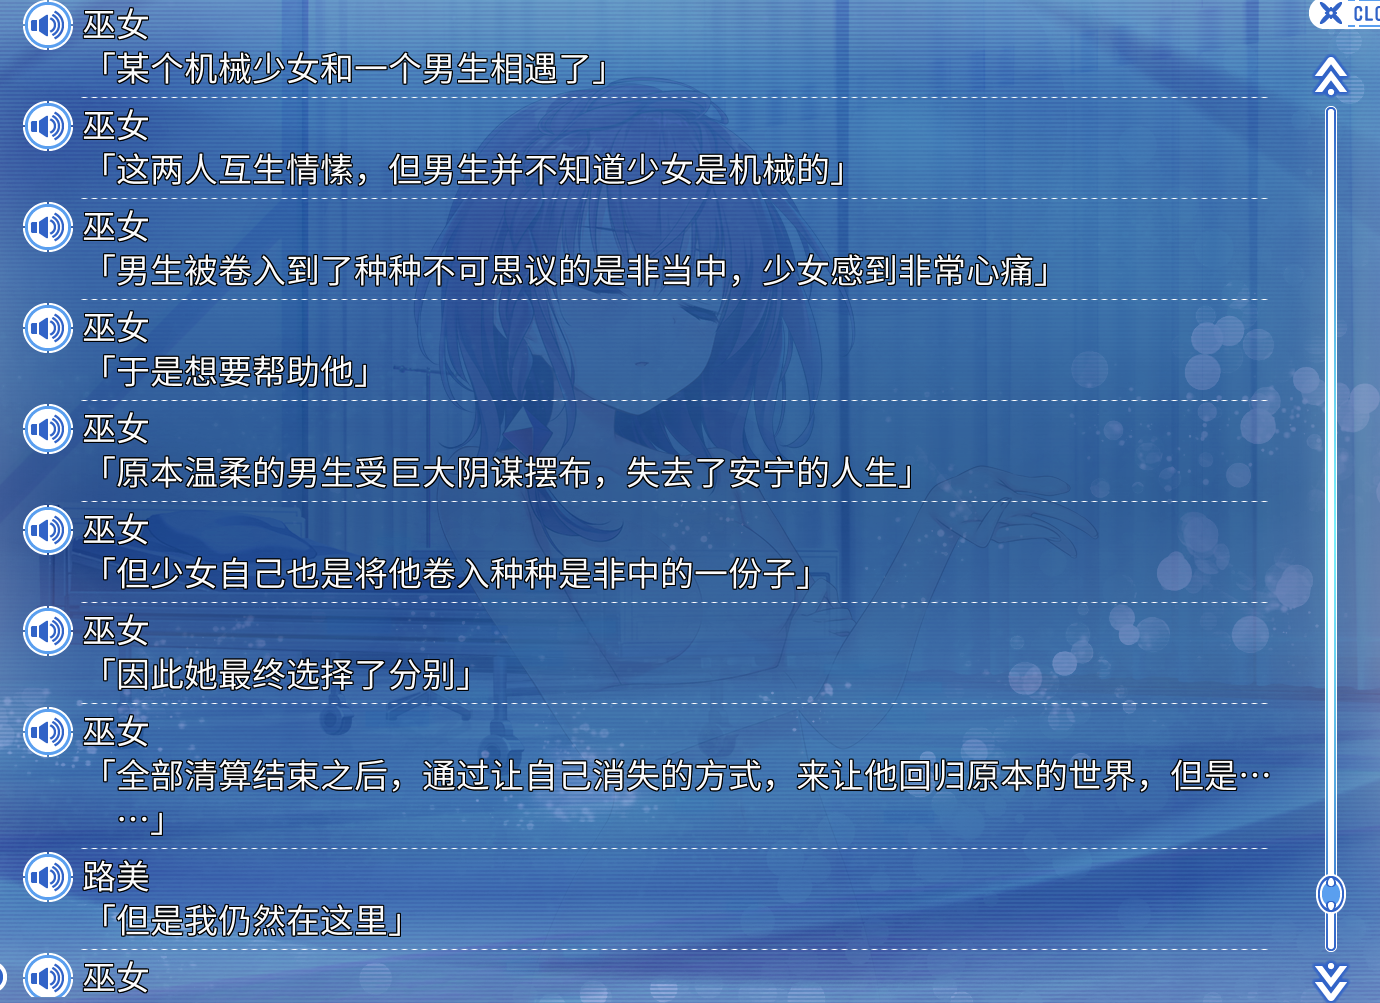 巫女
「某个机械少女和一个男生相遇了」
巫女
「这两人互生情愫，但男生并不知道少女是机械的」
巫女
「男生被卷入到了种种不可思议的是非当中，少女感到非常心痛」
巫女
「于是想要帮助他」
巫女
「原本温柔的男生受巨大阴谋摆布，失去了安宁的人生」
巫女
「但少女自己也是将他卷入种种是非中的一份子」
巫女
「因此她最终选择了分别」
巫女
「全部清算结束之后，通过让自己消失的方式，来让他回归原本的世界，但是…
…」
路美
「但是我仍然在这里」
巫女